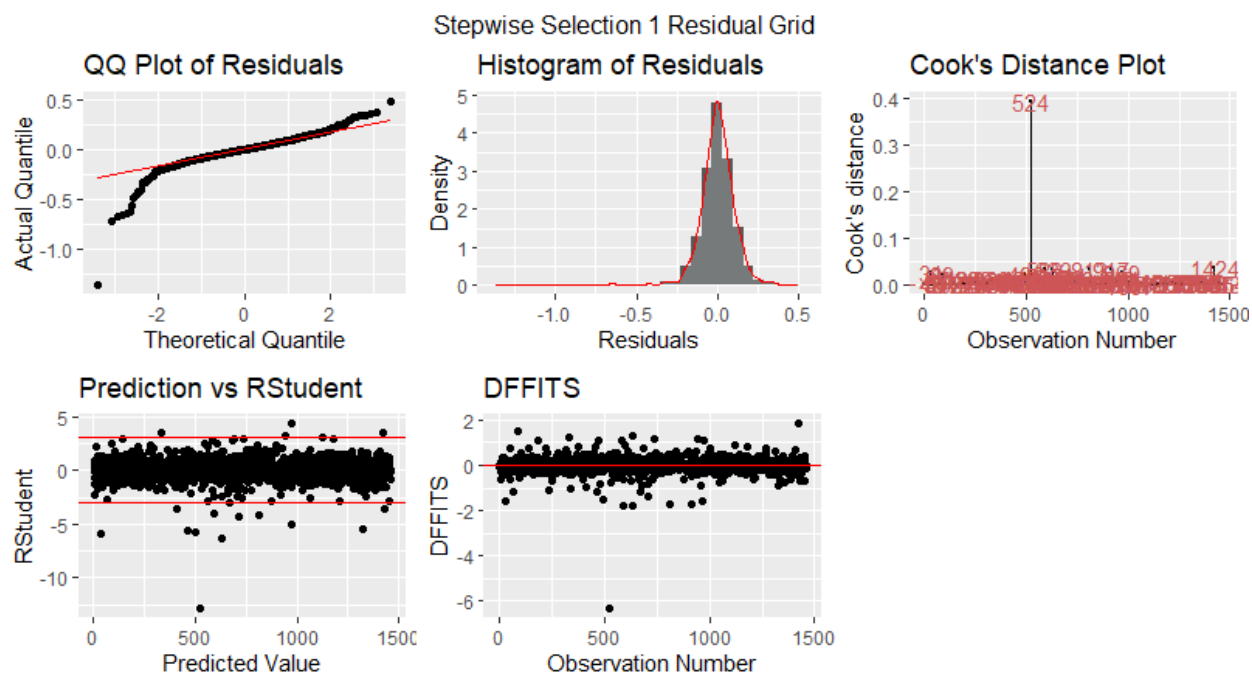 Stepwise Selection 1 Residual Grid
QQ Plot of Residuals
0.5
0.0
-0.5
-1.0
Actual Quantile
-2
0
2
Theoretical Quantile
Histogram of Residuals
5
4
3
2
1
0
Density
-1.0
-0.5
0.0
0.5
Residuals
Cook's Distance Plot
0.4
0.3
0.2
0.1
0.0
Cook's distance
524
1424
0
500
1000
1500
Observation Number
Prediction vs RStudent
5
0
-5
-10
RStudent
0
500
1000
1500
Predicted Value
DFFITS
2
0
-2
-4
-6
DFFITS
0
500
1000
1500
Observation Number